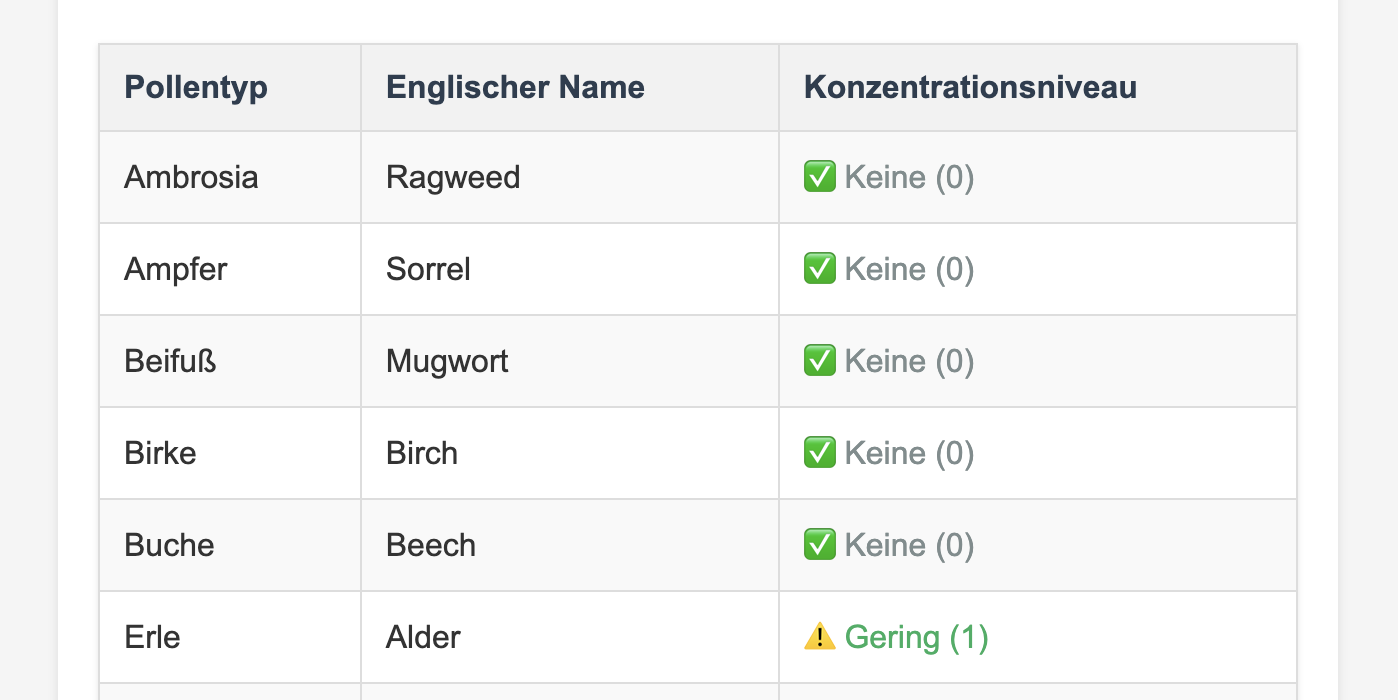 Pollentyp Englischer Name Konzentrationsniveau
Ambrosia Ragweed ✅ Keine (0)
Ampfer Sorrel ✅ Keine (0)
Beifuß Mugwort ✅ Keine (0)
Birke Birch ✅ Keine (0)
Buche Beech ✅ Keine (0)
Erle Alder ⚠️ Gering (1)